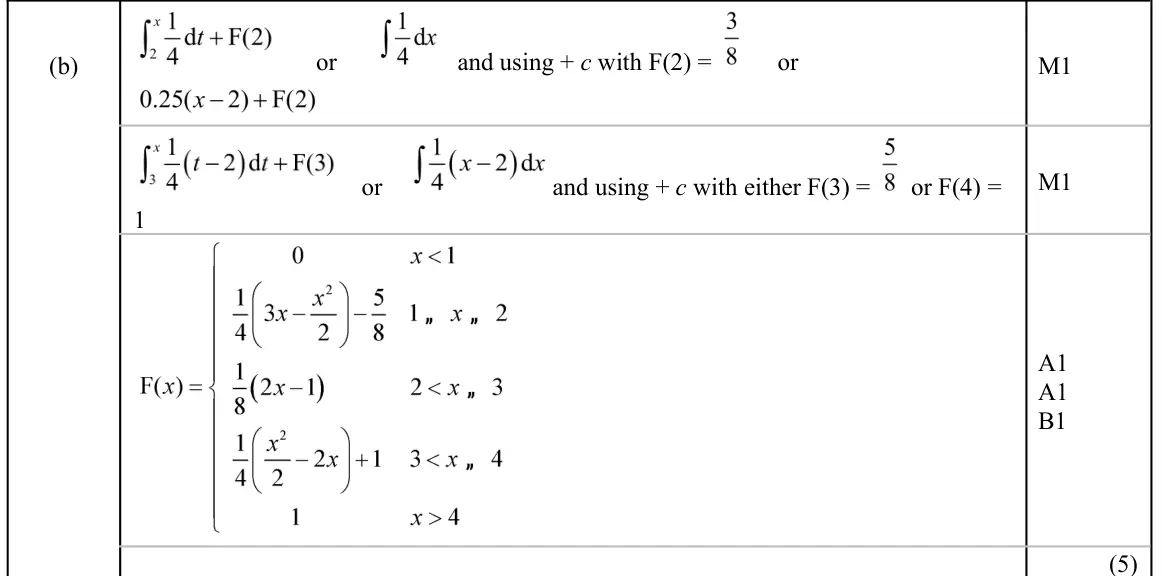 (b)
∫₂ˣ 1/4 dt + F(2) or ∫ 1/4 dx and using + c with F(2) = 3/8 or
0.25(x − 2) + F(2)
M1
∫₃ˣ 1/4 (t − 2) dt + F(3) or ∫ 1/4 (x − 2) dx and using + c with either F(3) = 5/8 or F(4) =
1
M1
F(x) = {
0 x < 1
1/4 (3x − x²/2) − 5/8 1 „ x „ 2
1/8 (2x − 1) 2 < x „ 3
1/4 (x²/2 − 2x) + 1 3 < x „ 4
1 x > 4
A1
A1
B1
(5)